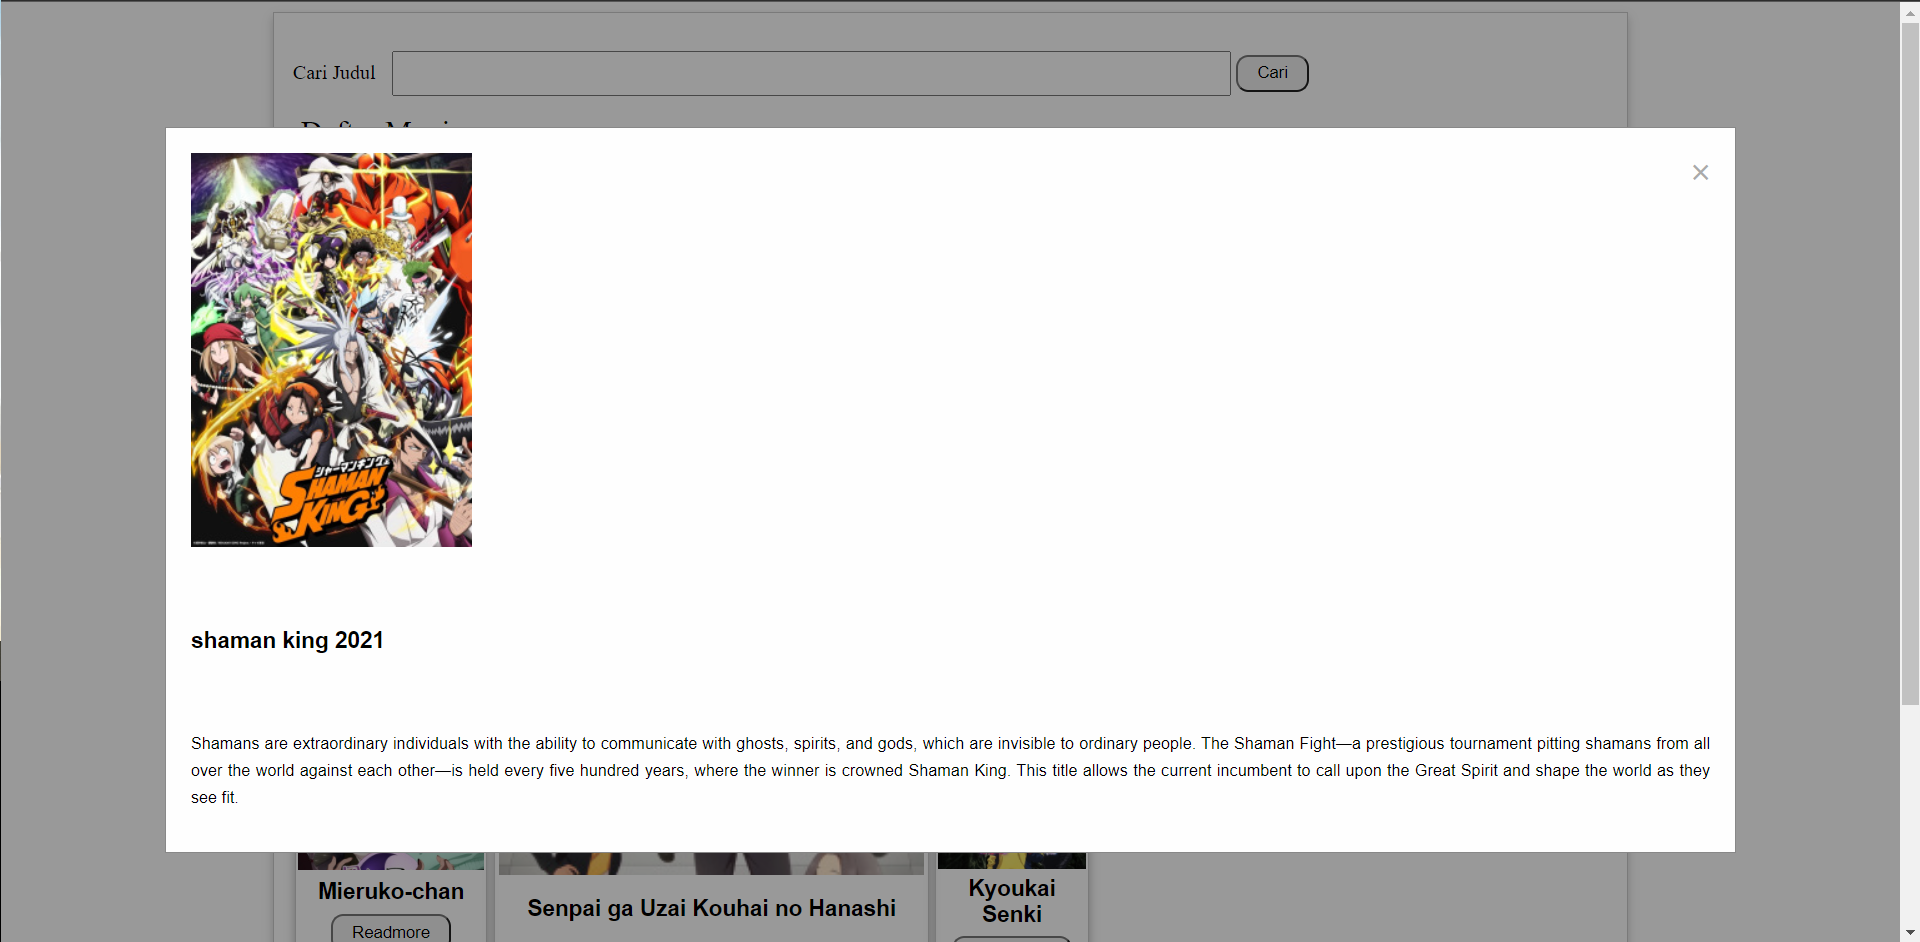 Cari Judul
Cari
シャーマンキング
SHAMAN
KING
shaman king 2021
Shamans are extraordinary individuals with the ability to communicate with ghosts, spirits, and gods, which are invisible to ordinary people. The Shaman Fight—a prestigious tournament pitting shamans from all
over the world against each other—is held every five hundred years, where the winner is crowned Shaman King. This title allows the current incumbent to call upon the Great Spirit and shape the world as they
see fit.
Mieruko-chan
Senpai ga Uzai Kouhai no Hanashi
Kyoukai
Senki
Readmore